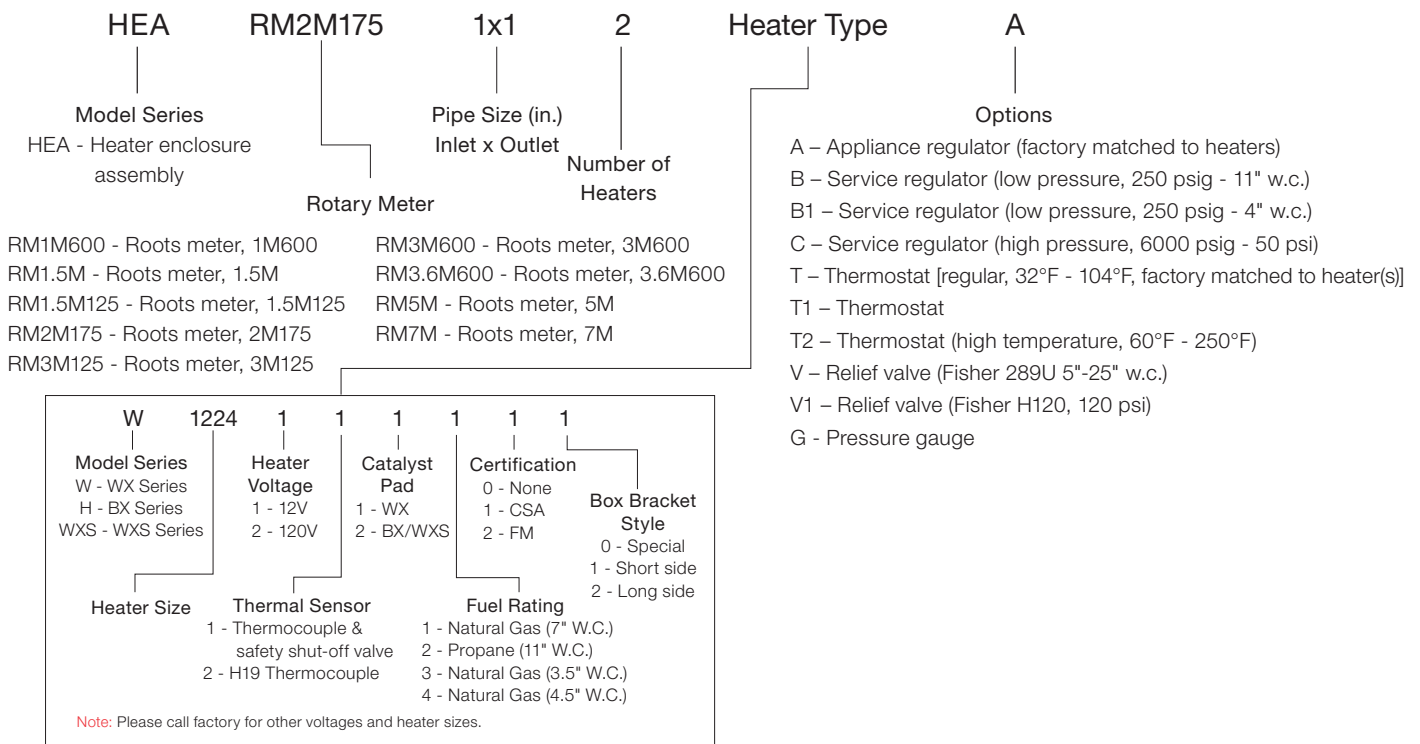 HEA RM2M175 1x1 2 Heater Type A
Model Series
HEA - Heater enclosure
assembly
Pipe Size (in.)
Inlet x Outlet
Number of
Heaters
Rotary Meter
RM1M600 - Roots meter, 1M600
RM1.5M - Roots meter, 1.5M
RM1.5M125 - Roots meter, 1.5M125
RM2M175 - Roots meter, 2M175
RM3M125 - Roots meter, 3M125
RM3M600 - Roots meter, 3M600
RM3.6M600 - Roots meter, 3.6M600
RM5M - Roots meter, 5M
RM7M - Roots meter, 7M
Options
A – Appliance regulator (factory matched to heaters)
B – Service regulator (low pressure, 250 psig - 11" w.c.)
B1 – Service regulator (low pressure, 250 psig - 4" w.c.)
C – Service regulator (high pressure, 6000 psig - 50 psi)
T – Thermostat [regular, 32°F - 104°F, factory matched to heater(s)]
T1 – Thermostat
T2 – Thermostat (high temperature, 60°F - 250°F)
V – Relief valve (Fisher 289U 5"-25" w.c.)
V1 – Relief valve (Fisher H120, 120 psi)
G - Pressure gauge
W 1224 1 1 1 1 1 1
Model Series
W - WX Series
H - BX Series
WXS - WXS Series
Heater
Voltage
1 - 12V
2 - 120V
Catalyst
Pad
1 - WX
2 - BX/WXS
Certification
0 - None
1 - CSA
2 - FM
Box Bracket
Style
0 - Special
1 - Short side
2 - Long side
Heater Size
Thermal Sensor
1 - Thermocouple &
safety shut-off valve
2 - H19 Thermocouple
Fuel Rating
1 - Natural Gas (7" W.C.)
2 - Propane (11" W.C.)
3 - Natural Gas (3.5" W.C.)
4 - Natural Gas (4.5" W.C.)
Note: Please call factory for other voltages and heater sizes.